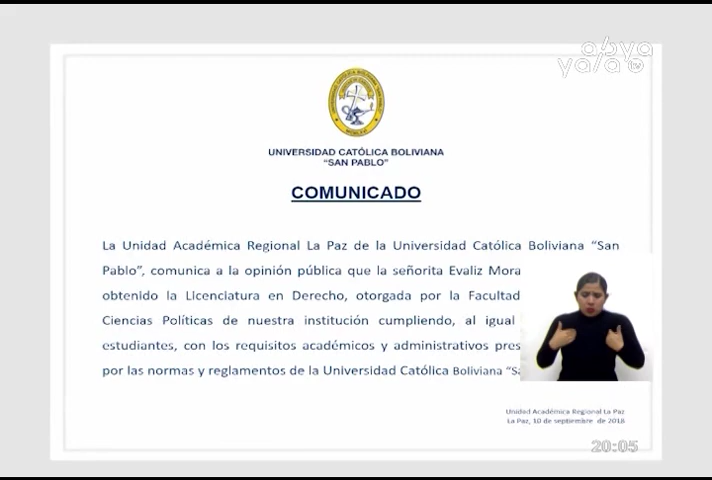 abya
yala tv
UNIVERSIDAD CATÓLICA BOLIVIANA
“SAN PABLO”
COMUNICADO
La Unidad Académica Regional La Paz de la Universidad Católica Boliviana “San
Pablo”, comunica a la opinión pública que la señorita Evaliz Mora
obtenido la Licenciatura en Derecho, otorgada por la Facultad
Ciencias Políticas de nuestra institución cumpliendo, al igual
estudiantes, con los requisitos académicos y administrativos pres
por las normas y reglamentos de la Universidad Católica Boliviana “Sa
Unidad Académica Regional La Paz
La Paz, 10 de septiembre de 2018
20:05